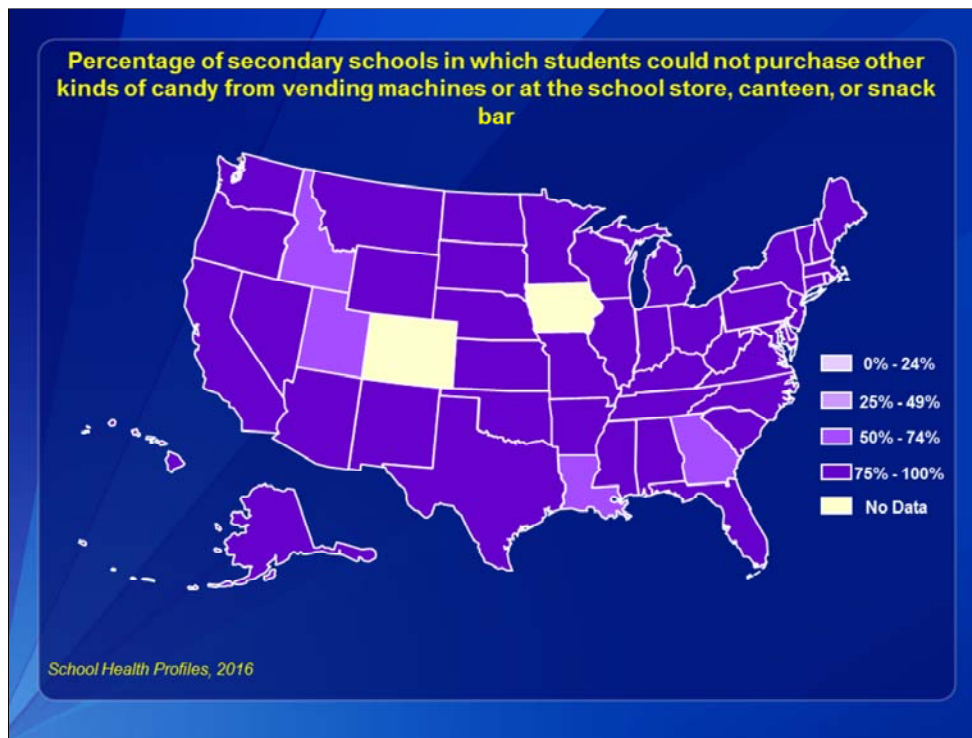 Percentage of secondary schools in which students could not purchase other
kinds of candy from vending machines or at the school store, canteen, or snack
bar
0% - 24%
25% - 49%
50% - 74%
75% - 100%
No Data
School Health Profiles, 2016